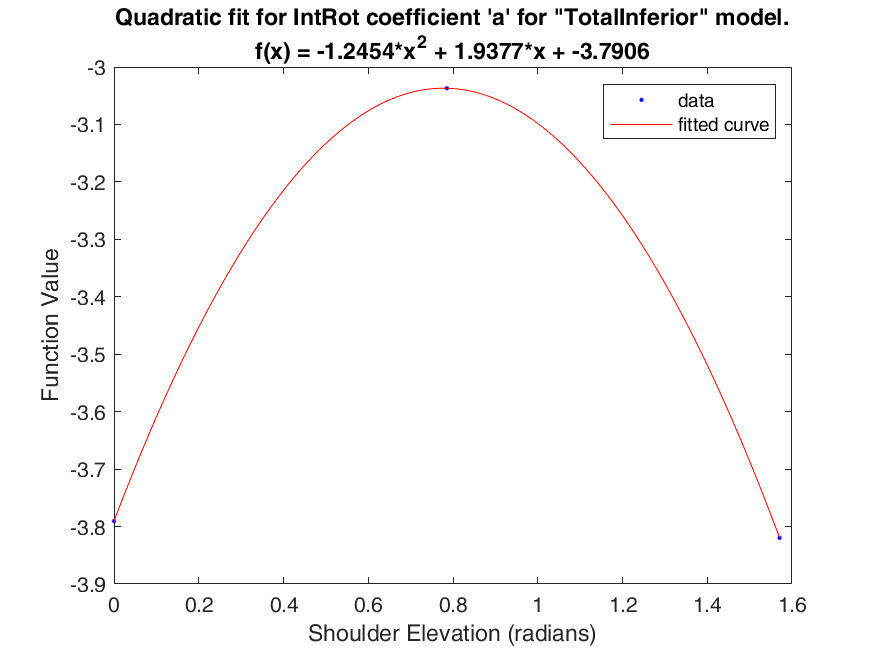 Quadratic fit for IntRot coefficient 'a' for "TotalInferior" model.
f(x) = -1.2454*x^2 + 1.9377*x + -3.7906
-3
-3.1
-3.2
-3.3
-3.4
-3.5
-3.6
-3.7
-3.8
-3.9
Function Value
data
fitted curve
0 0.2 0.4 0.6 0.8 1 1.2 1.4 1.6
Shoulder Elevation (radians)